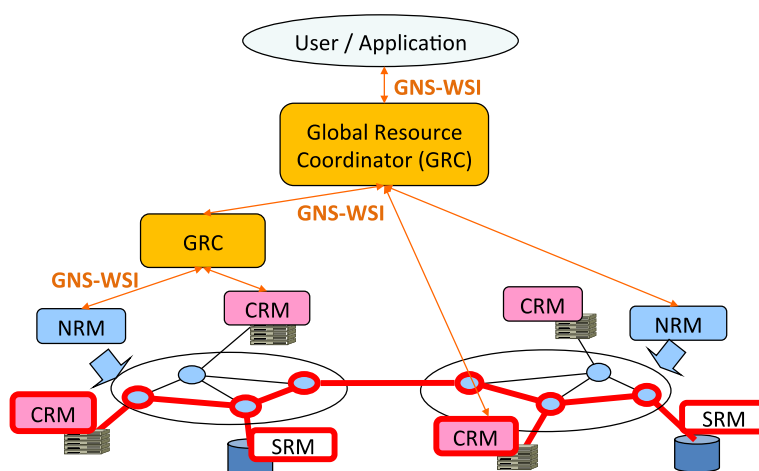 User / Application
GNS-WSI
Global Resource
Coordinator (GRC)
GNS-WSI
GRC
GNS-WSI
CRM
CRM
NRM
NRM
CRM
SRM
CRM
SRM